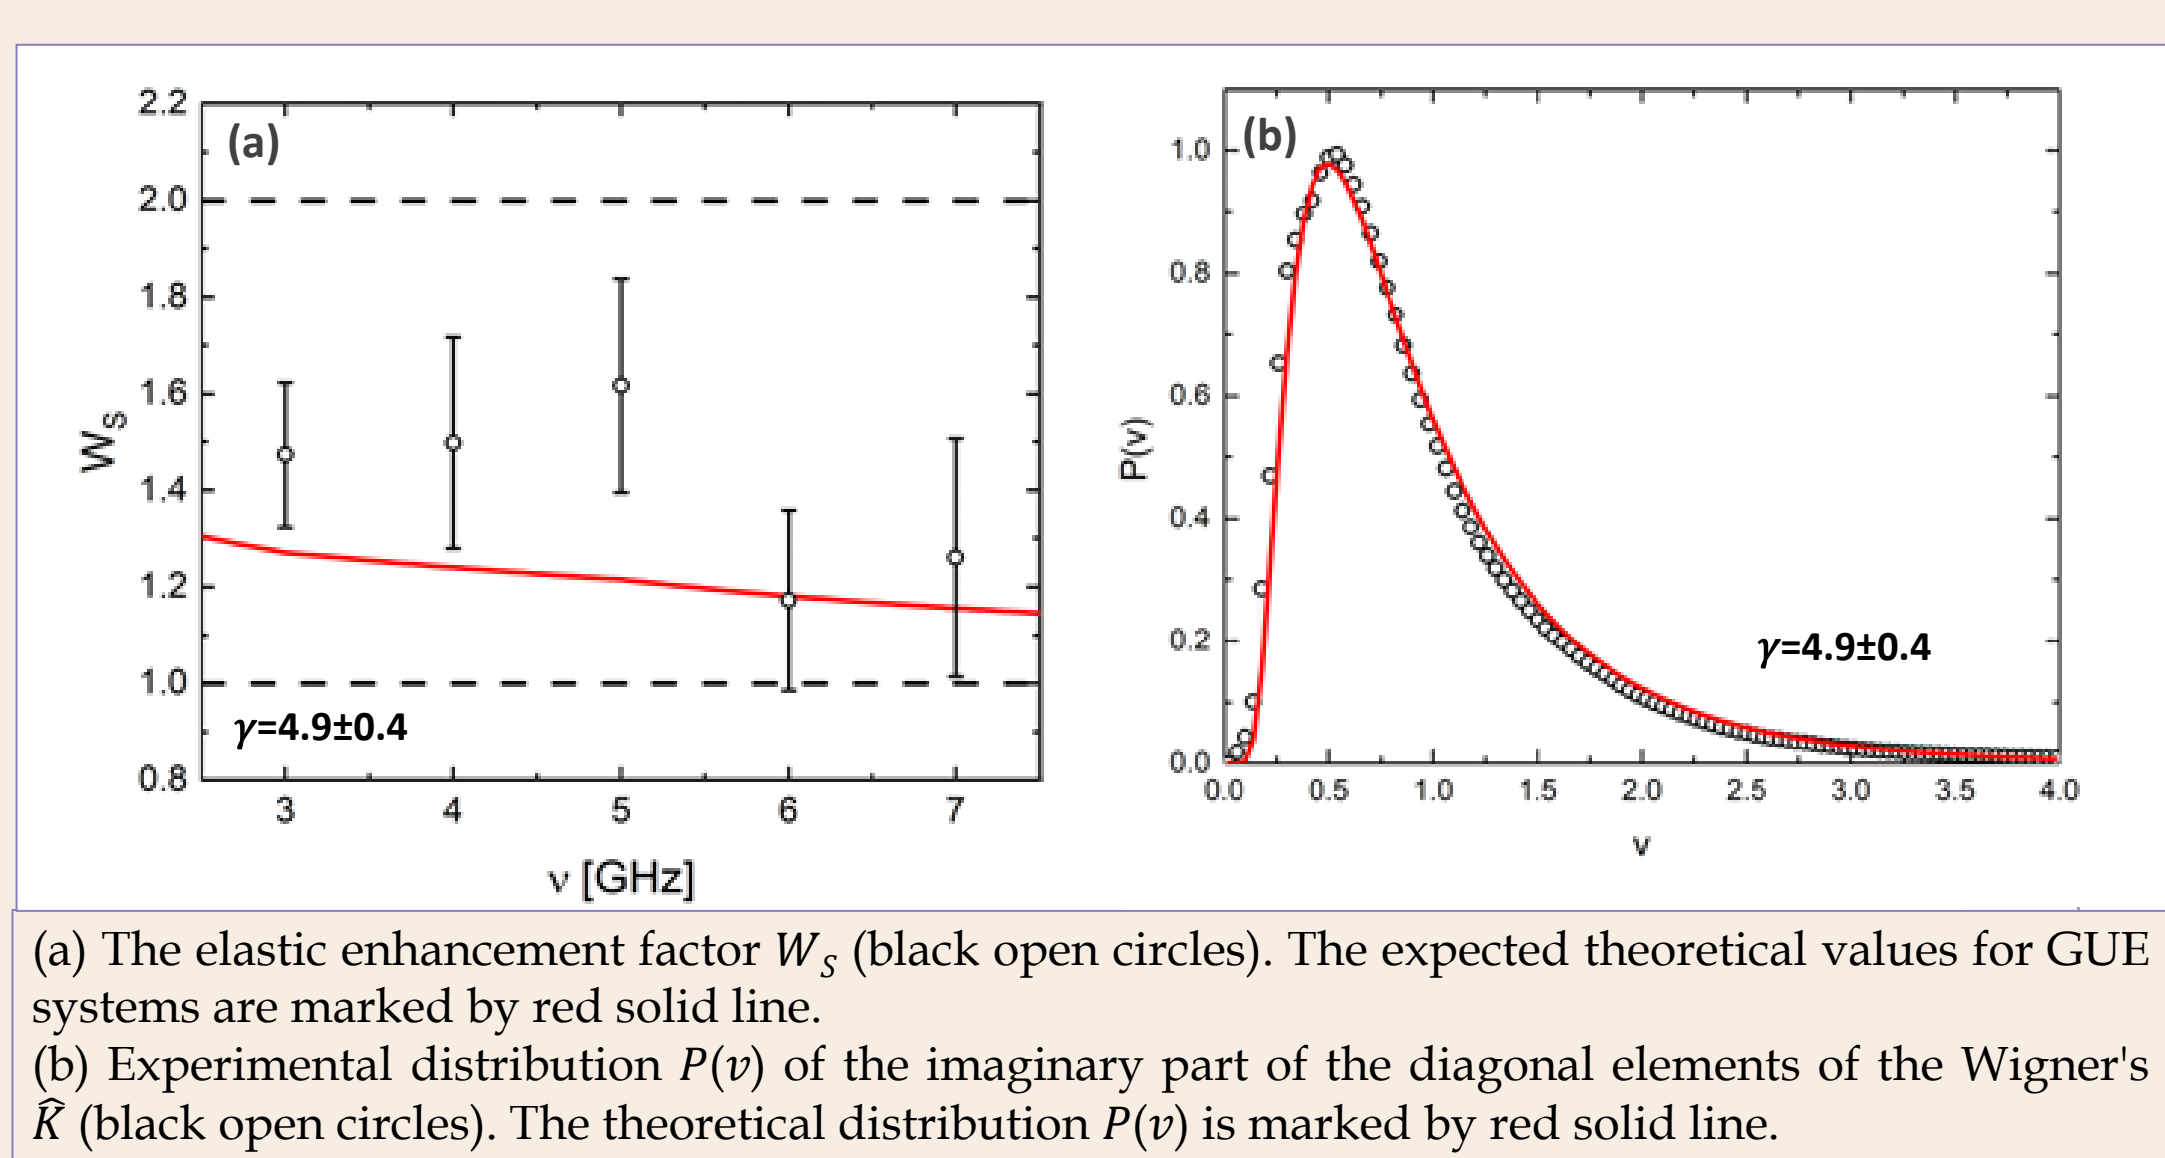 (a)
2.2
2.0
1.8
1.6
1.4
1.2
1.0
0.8
W_S
γ=4.9±0.4
3 4 5 6 7
ν [GHz]
(b)
1.0
0.8
0.6
0.4
0.2
0.0
P(v)
γ=4.9±0.4
0.0 0.5 1.0 1.5 2.0 2.5 3.0 3.5 4.0
v
(a) The elastic enhancement factor W_S (black open circles). The expected theoretical values for GUE
systems are marked by red solid line.
(b) Experimental distribution P(v) of the imaginary part of the diagonal elements of the Wigner's
K̂ (black open circles). The theoretical distribution P(v) is marked by red solid line.